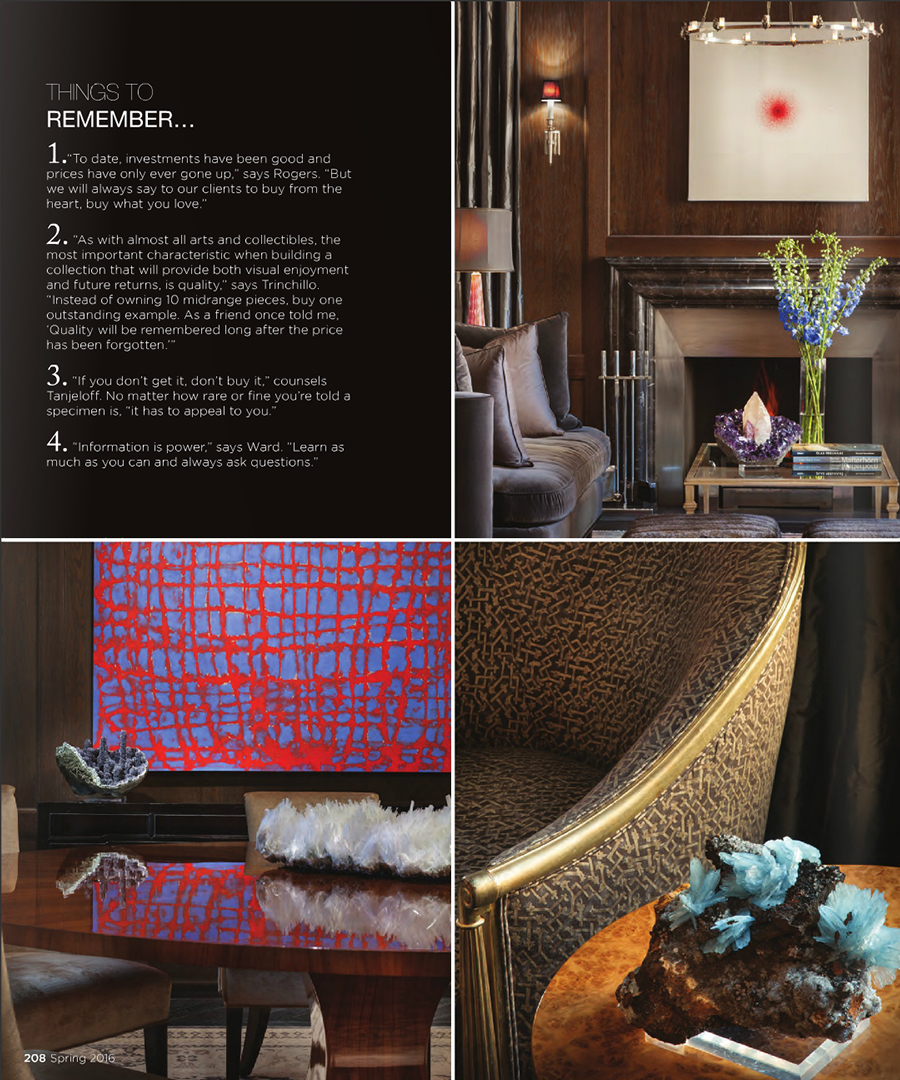 THINGS TO
REMEMBER...
1."To date, investments have been good and
prices have only ever gone up," says Rogers. "But
we will always say to our clients to buy from the
heart, buy what you love."
2. "As with almost all arts and collectibles, the
most important characteristic when building a
collection that will provide both visual enjoyment
and future returns, is quality," says Trinchillo.
"Instead of owning 10 midrange pieces, buy one
outstanding example. As a friend once told me,
'Quality will be remembered long after the price
has been forgotten.'"
3. "If you don't get it, don't buy it," counsels
Tanjeloff. No matter how rare or fine you're told a
specimen is, "it has to appeal to you."
4. "Information is power," says Ward. "Learn as
much as you can and always ask questions."
Matterhorn
208 Spring 2016